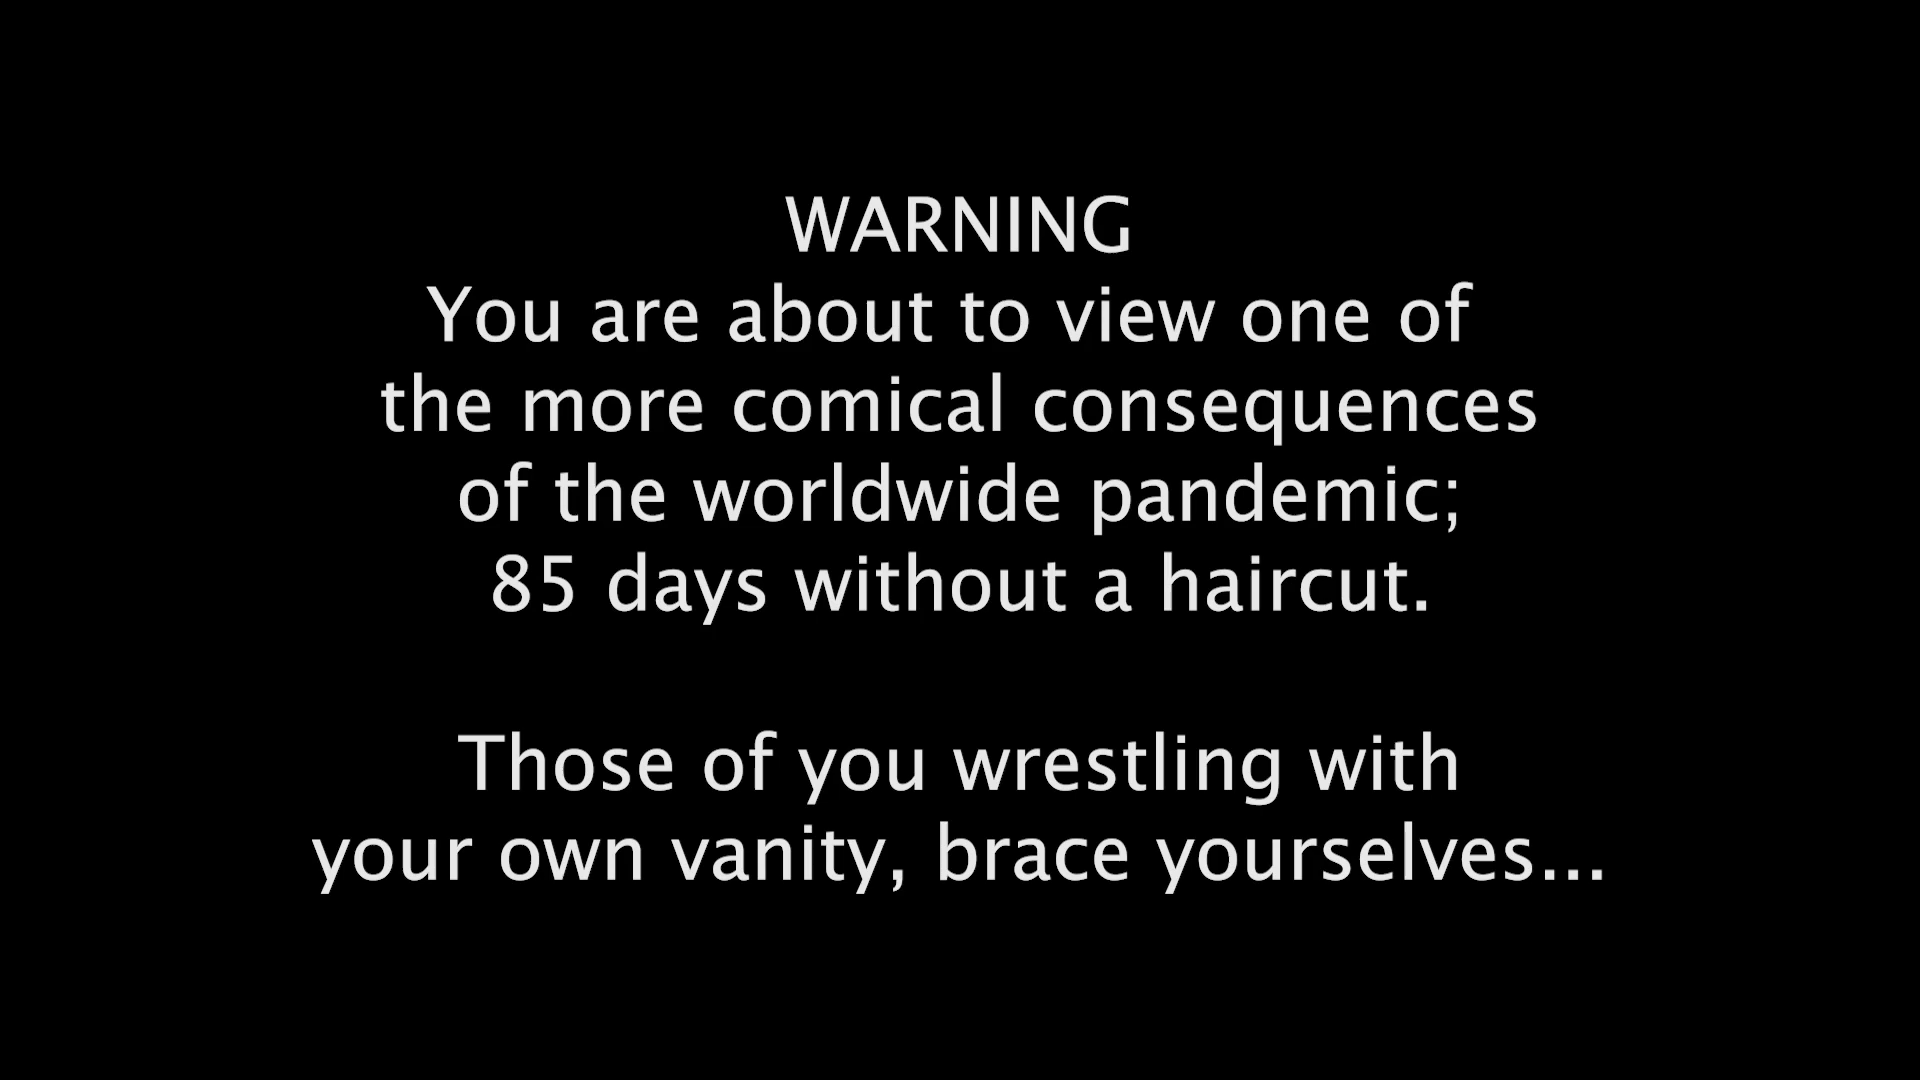 WARNING
You are about to view one of
the more comical consequences
of the worldwide pandemic;
85 days without a haircut.
Those of you wrestling with
your own vanity, brace yourselves...